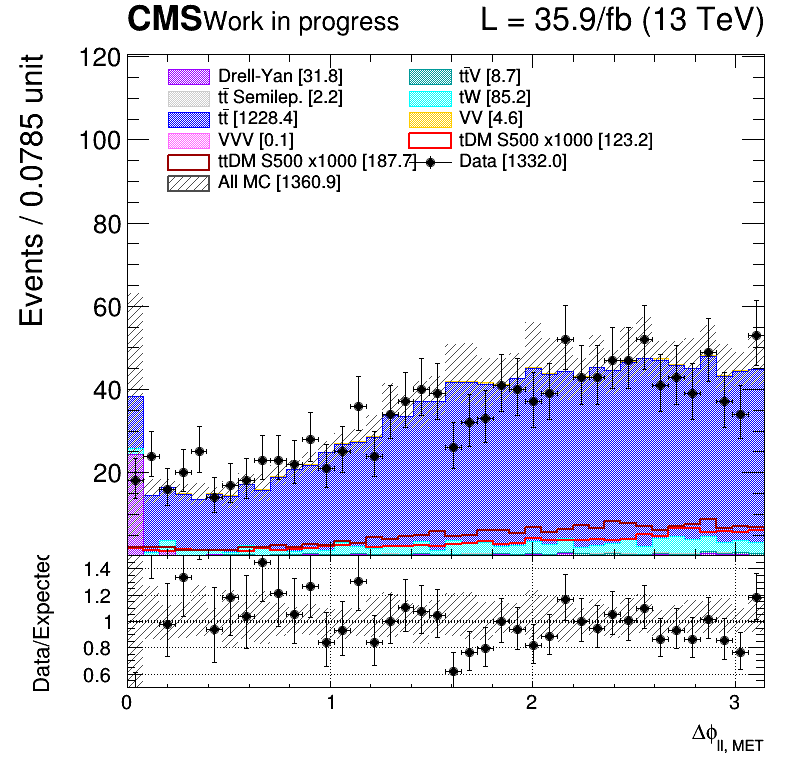 CMS Work in progress L = 35.9/fb (13 TeV)
Events / 0.0785 unit
120
100
80
60
40
20
Drell-Yan [31.8]
tt̄V [8.7]
tt̄ Semilep. [2.2]
tW [85.2]
tt̄ [1228.4]
VV [4.6]
VVV [0.1]
tDM S500 x1000 [123.2]
ttDM S500 x1000 [187.7]
Data [1332.0]
All MC [1360.9]
Data/Expected
1.4
1.2
1
0.8
0.6
0 1 2 3
Δϕll, MET